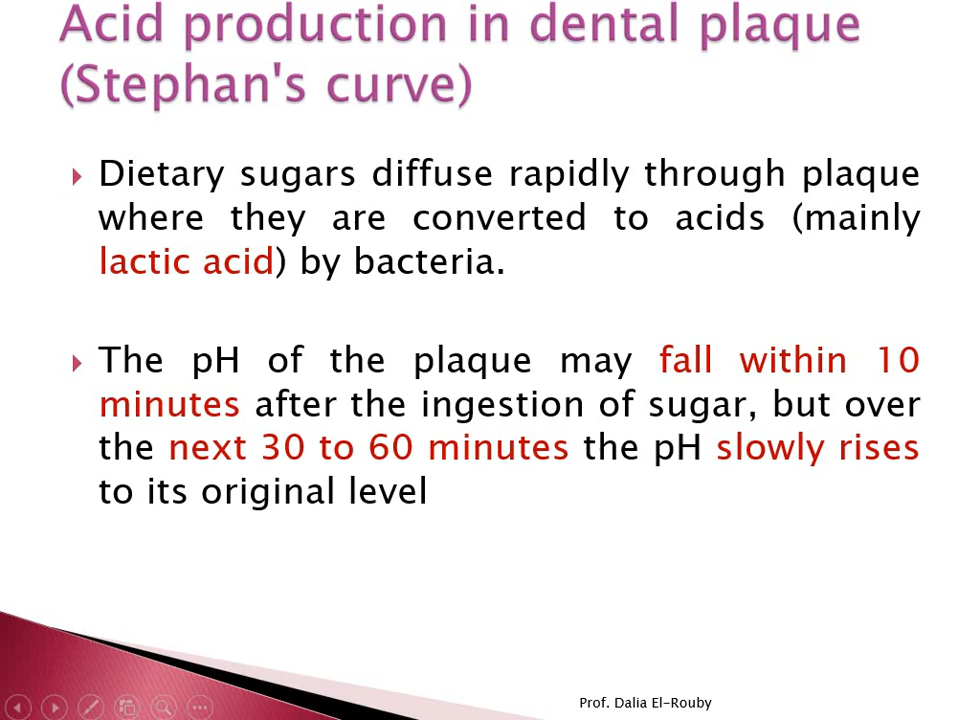 Acid production in dental plaque
(Stephan's curve)
Dietary sugars diffuse rapidly through plaque
where they are converted to acids (mainly
lactic acid) by bacteria.
The pH of the plaque may fall within 10
minutes after the ingestion of sugar, but over
the next 30 to 60 minutes the pH slowly rises
to its original level
Prof. Dalia El-Rouby